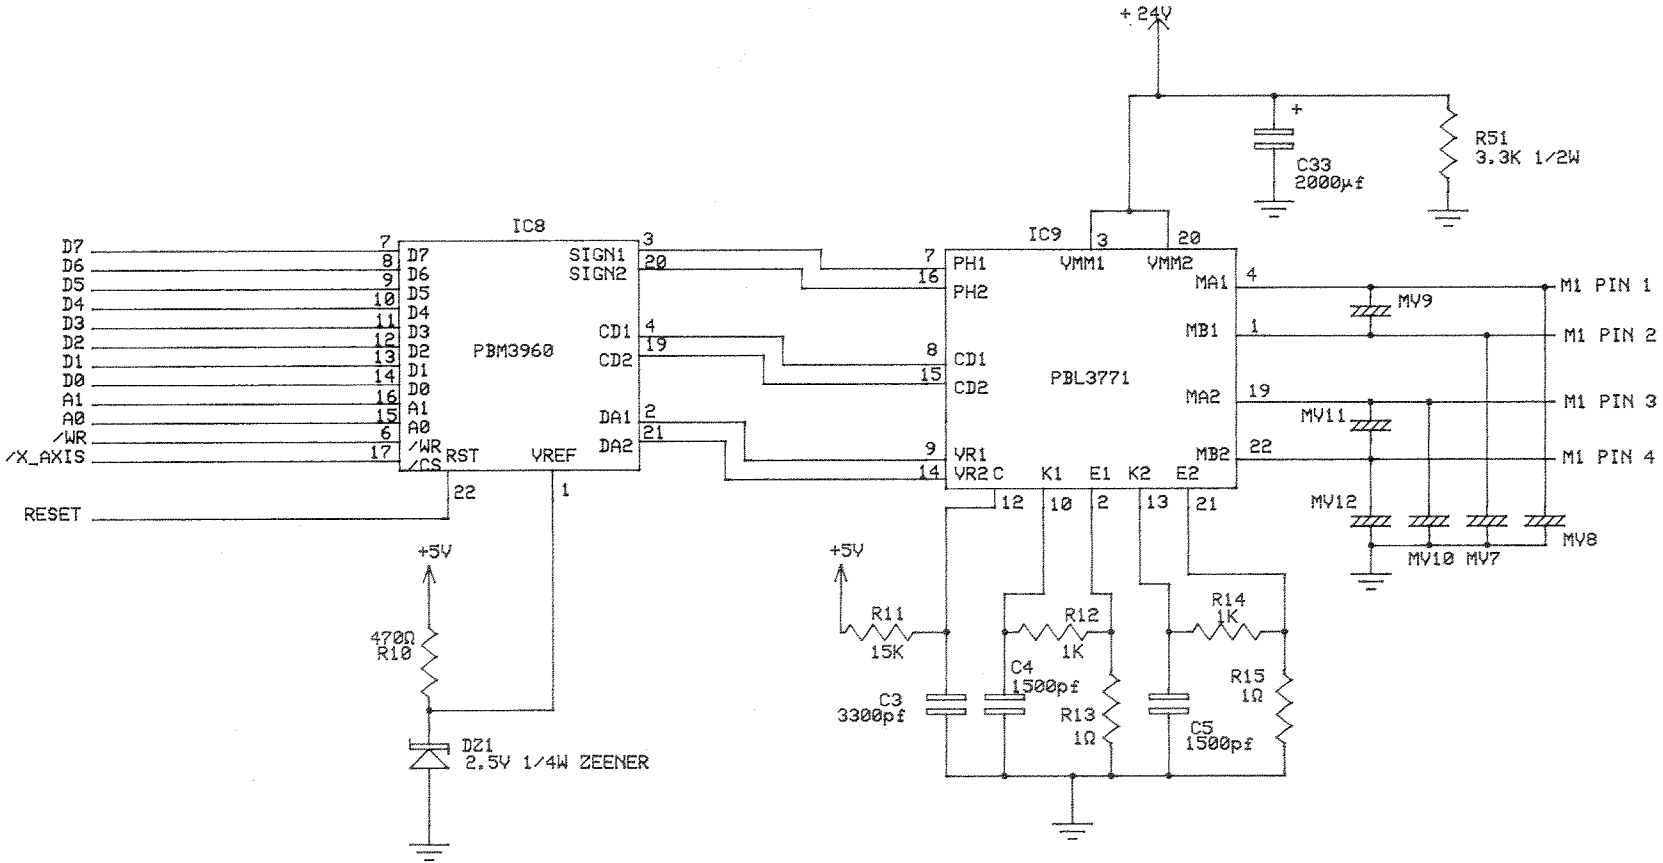 + 24V
+
R51
3.3K 1/2W
C33
2000µf
IC8
IC9
D7
D6
D5
D4
D3
D2
D1
D0
A1
A0
/WR
/X_AXIS
RESET
7
8
9
10
11
12
13
14
16
15
6
17
D7
D6
D5
D4
D3
D2
D1
D0
A1
A0
/WR
/CS
RST
VREF
22
1
PBM3960
SIGN1
SIGN2
CD1
CD2
DA1
DA2
3
20
4
19
2
21
7
16
8
15
9
14
PH1
PH2
CD1
CD2
VR1
VR2
C
K1
E1
K2
E2
12
10
2
13
21
3
20
VMM1
VMM2
PBL3771
MA1
MB1
MA2
MB2
4
1
19
22
M1 PIN 1
M1 PIN 2
M1 PIN 3
M1 PIN 4
MV9
MV11
MV12
MV10
MV7
MV8
+5V
470Ω
R10
DZ1
2.5V 1/4W ZEENER
+5V
R11
15K
C3
3300pf
R12
1K
C4
1500pf
R13
1Ω
R14
1K
R15
1Ω
C5
1500pf